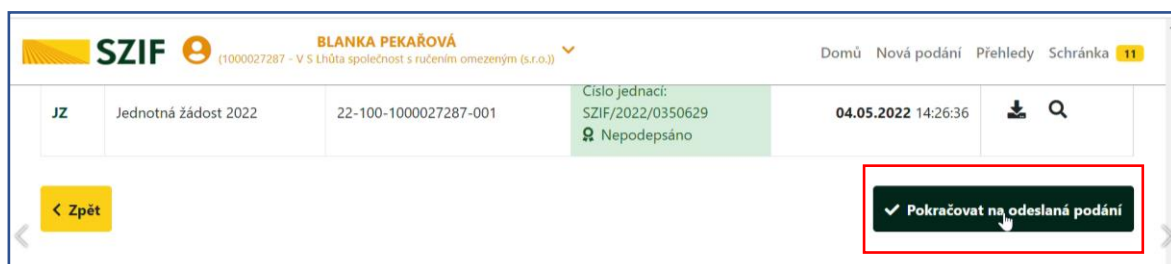 SZIF
BLANKA PEKAŘOVÁ
(1000027287 - V S Lhůta společnost s ručením omezeným (s.r.o.))
Domů Nová podání Přehledy Schránka 11
Číslo jednací:
JZ Jednotná žádost 2022 22-100-1000027287-001 SZIF/2022/0350629 04.05.2022 14:26:36
Nepodepsáno
Zpět
Pokračovat na odeslaná podání